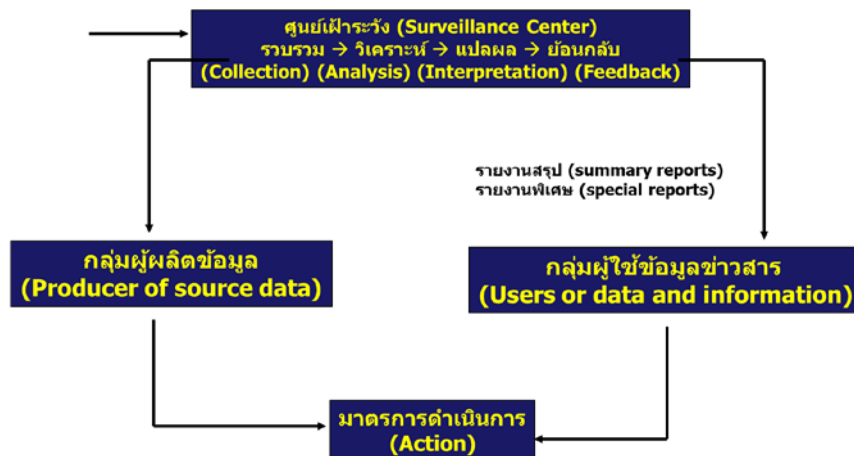 ศูนย์เฝ้าระวัง (Surveillance Center)
รวบรวม → วิเคราะห์ → แปลผล → ย้อนกลับ
(Collection) (Analysis) (Interpretation) (Feedback)
รายงานสรุป (summary reports)
รายงานพิเศษ (special reports)
กลุ่มผู้ผลิตข้อมูล
(Producer of source data)
กลุ่มผู้ใช้ข้อมูลข่าวสาร
(Users or data and information)
มาตรการดำเนินการ
(Action)